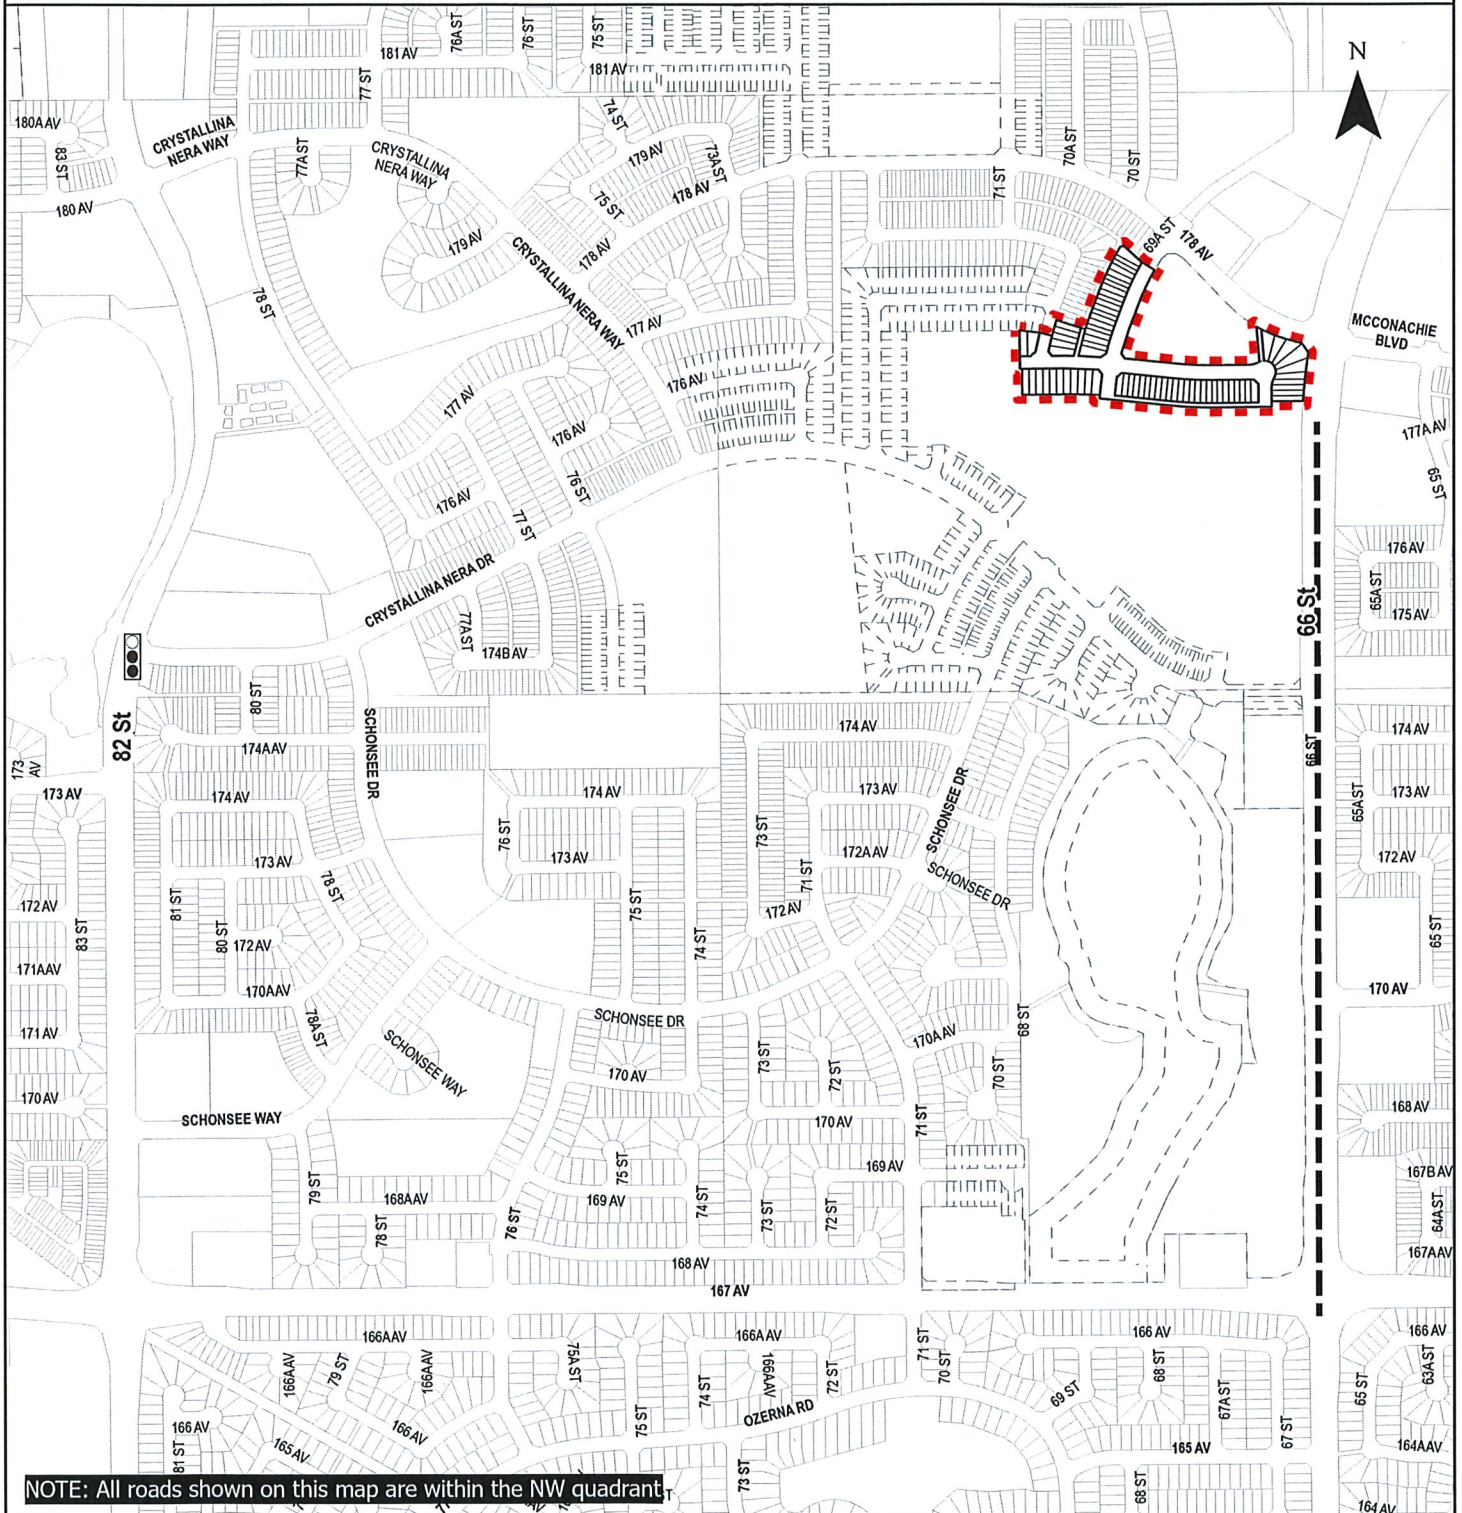 76A ST
76 ST
75 ST
181 AV
181 AV
77 ST
N
180A AV
CRYSTALLINA
NERA WAY
83 ST
77A ST
CRYSTALLINA
NERA WAY
74 ST
179 AV
73A ST
70A ST
70 ST
71 ST
180 AV
75 ST
178 AV
179 AV
178 AV
69A ST
178 AV
CRYSTALLINA NERA WAY
78 ST
177 AV
MCCONACHIE
BLVD
177 AV
176 AV
176 AV
177A AV
65 ST
76 ST
176 AV
77 ST
176 AV
CRYSTALLINA NERA DR
65A ST
66 St
175 AV
77A ST
174B AV
82 St
80 ST
SCHONSEE DR
174A AV
174 AV
174 AV
66 ST
173
AV
173 AV
174 AV
174 AV
173 AV
SCHONSEE DR
65A ST
173 AV
76 ST
73 ST
173 AV
173 AV
172A AV
172 AV
78 ST
71 ST
SCHONSEE DR
172 AV
81 ST
75 ST
172 AV
83 ST
80 ST
172 AV
74 ST
65 ST
171A AV
170A AV
170 AV
78A ST
SCHONSEE DR
68 ST
171 AV
SCHONSEE WAY
170A AV
73 ST
72 ST
70 ST
170 AV
170 AV
168 AV
SCHONSEE WAY
170 AV
71 ST
75 ST
169 AV
167B AV
79 ST
168A AV
169 AV
74 ST
73 ST
72 ST
64A ST
78 ST
76 ST
167A AV
168 AV
167 AV
166A AV
75A ST
166A AV
71 ST
166 AV
166 AV
166A AV
79 ST
166A AV
74 ST
166A AV
72 ST
70 ST
68 ST
63A ST
69 ST
67A ST
65 ST
OZERNA RD
166 AV
166 AV
75 ST
67 ST
81 ST
165 AV
165 AV
164A AV
73 ST
68 ST
NOTE: All roads shown on this map are within the NW quadrant
164 AV